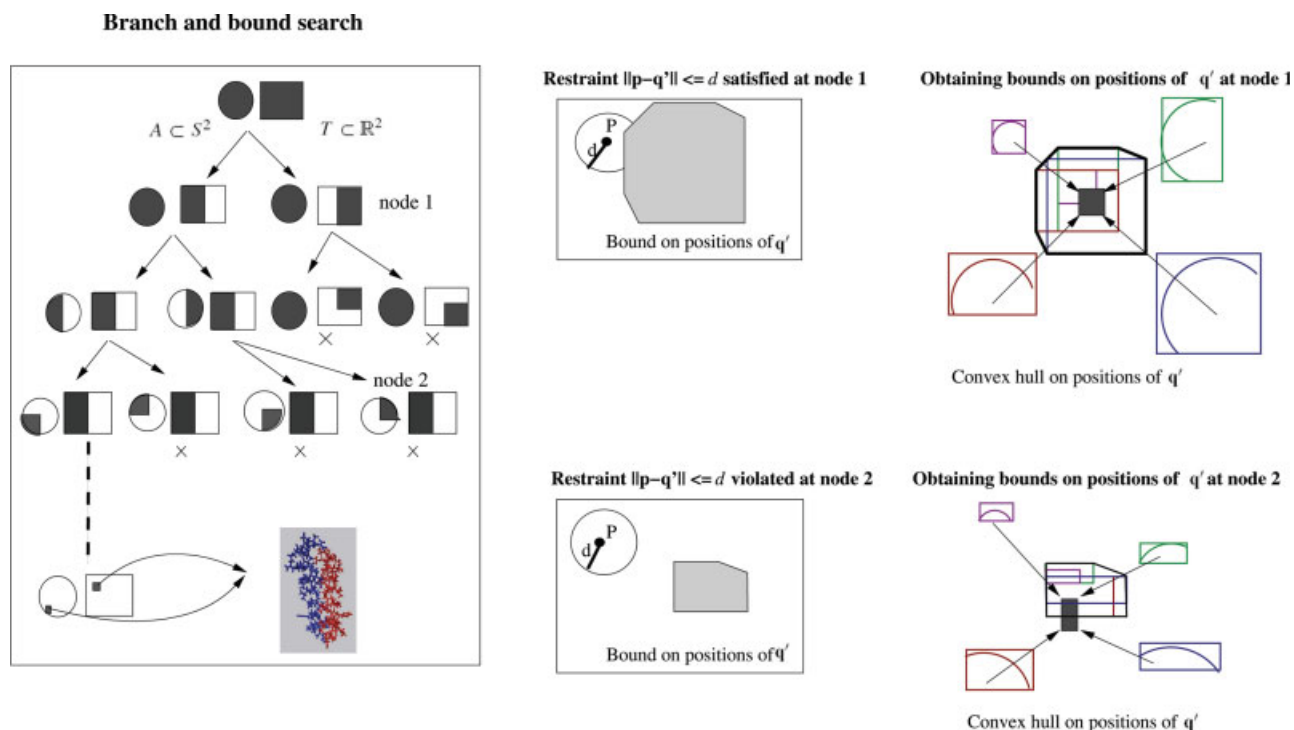 Branch and bound search
A ⊂ S²
T ⊂ ℝ²
node 1
×
×
node 2
×
×
×
Restraint ||p−q'|| <= d satisfied at node 1
P
d
Bound on positions of q'
Obtaining bounds on positions of q' at node 1
Convex hull on positions of q'
Restraint ||p−q'|| <= d violated at node 2
P
d
Bound on positions of q'
Obtaining bounds on positions of q' at node 2
Convex hull on positions of q'